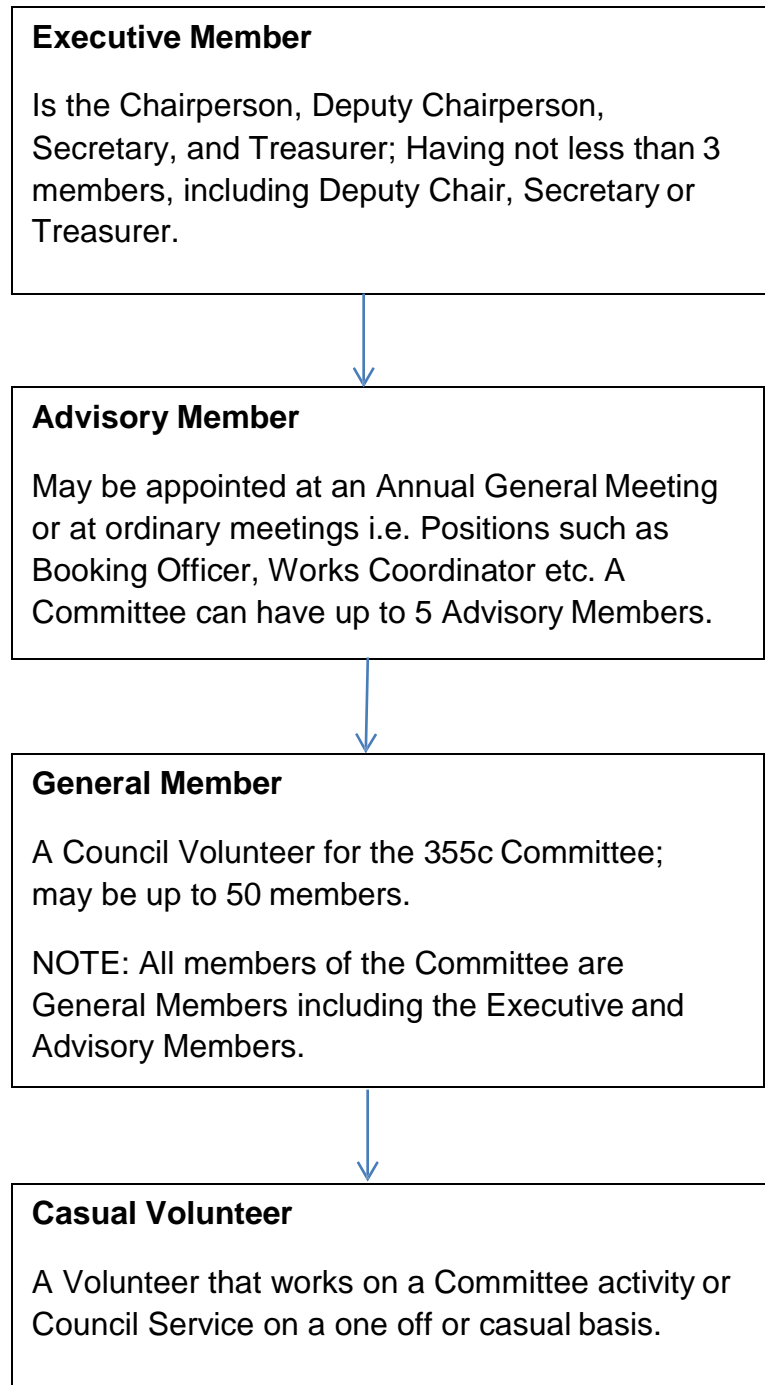 Executive Member
Is the Chairperson, Deputy Chairperson,
Secretary, and Treasurer; Having not less than 3
members, including Deputy Chair, Secretary or
Treasurer.
Advisory Member
May be appointed at an Annual General Meeting
or at ordinary meetings i.e. Positions such as
Booking Officer, Works Coordinator etc. A
Committee can have up to 5 Advisory Members.
General Member
A Council Volunteer for the 355c Committee;
may be up to 50 members.
NOTE: All members of the Committee are
General Members including the Executive and
Advisory Members.
Casual Volunteer
A Volunteer that works on a Committee activity or
Council Service on a one off or casual basis.